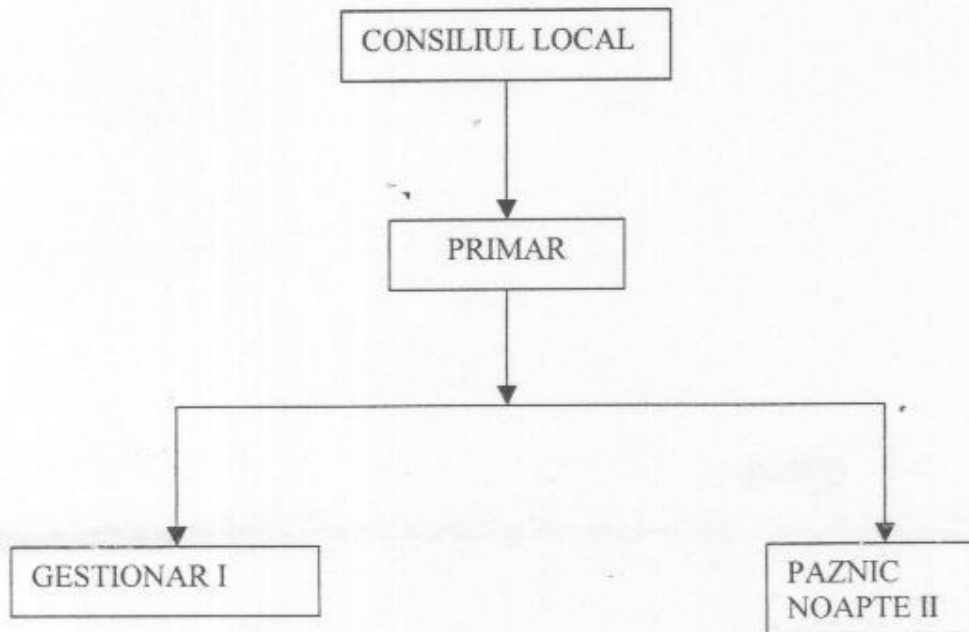 CONSILIUL LOCAL
PRIMAR
GESTIONAR I
PAZNIC
NOAPTE II